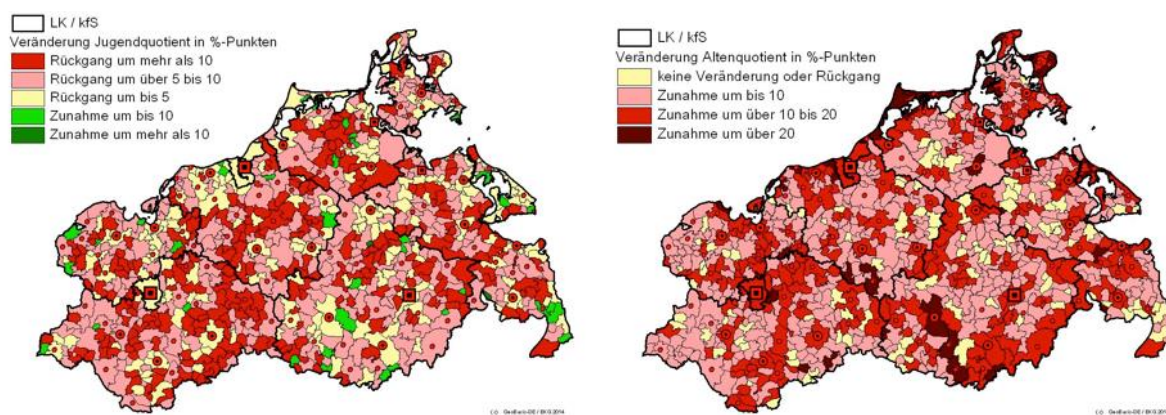 LK / kfS
Veränderung Jugendquotient in %-Punkten
Rückgang um mehr als 10
Rückgang um über 5 bis 10
Rückgang um bis 5
Zunahme um bis 10
Zunahme um mehr als 10
LK / kfS
Veränderung Altenquotient in %-Punkten
keine Veränderung oder Rückgang
Zunahme um bis 10
Zunahme um über 10 bis 20
Zunahme um über 20